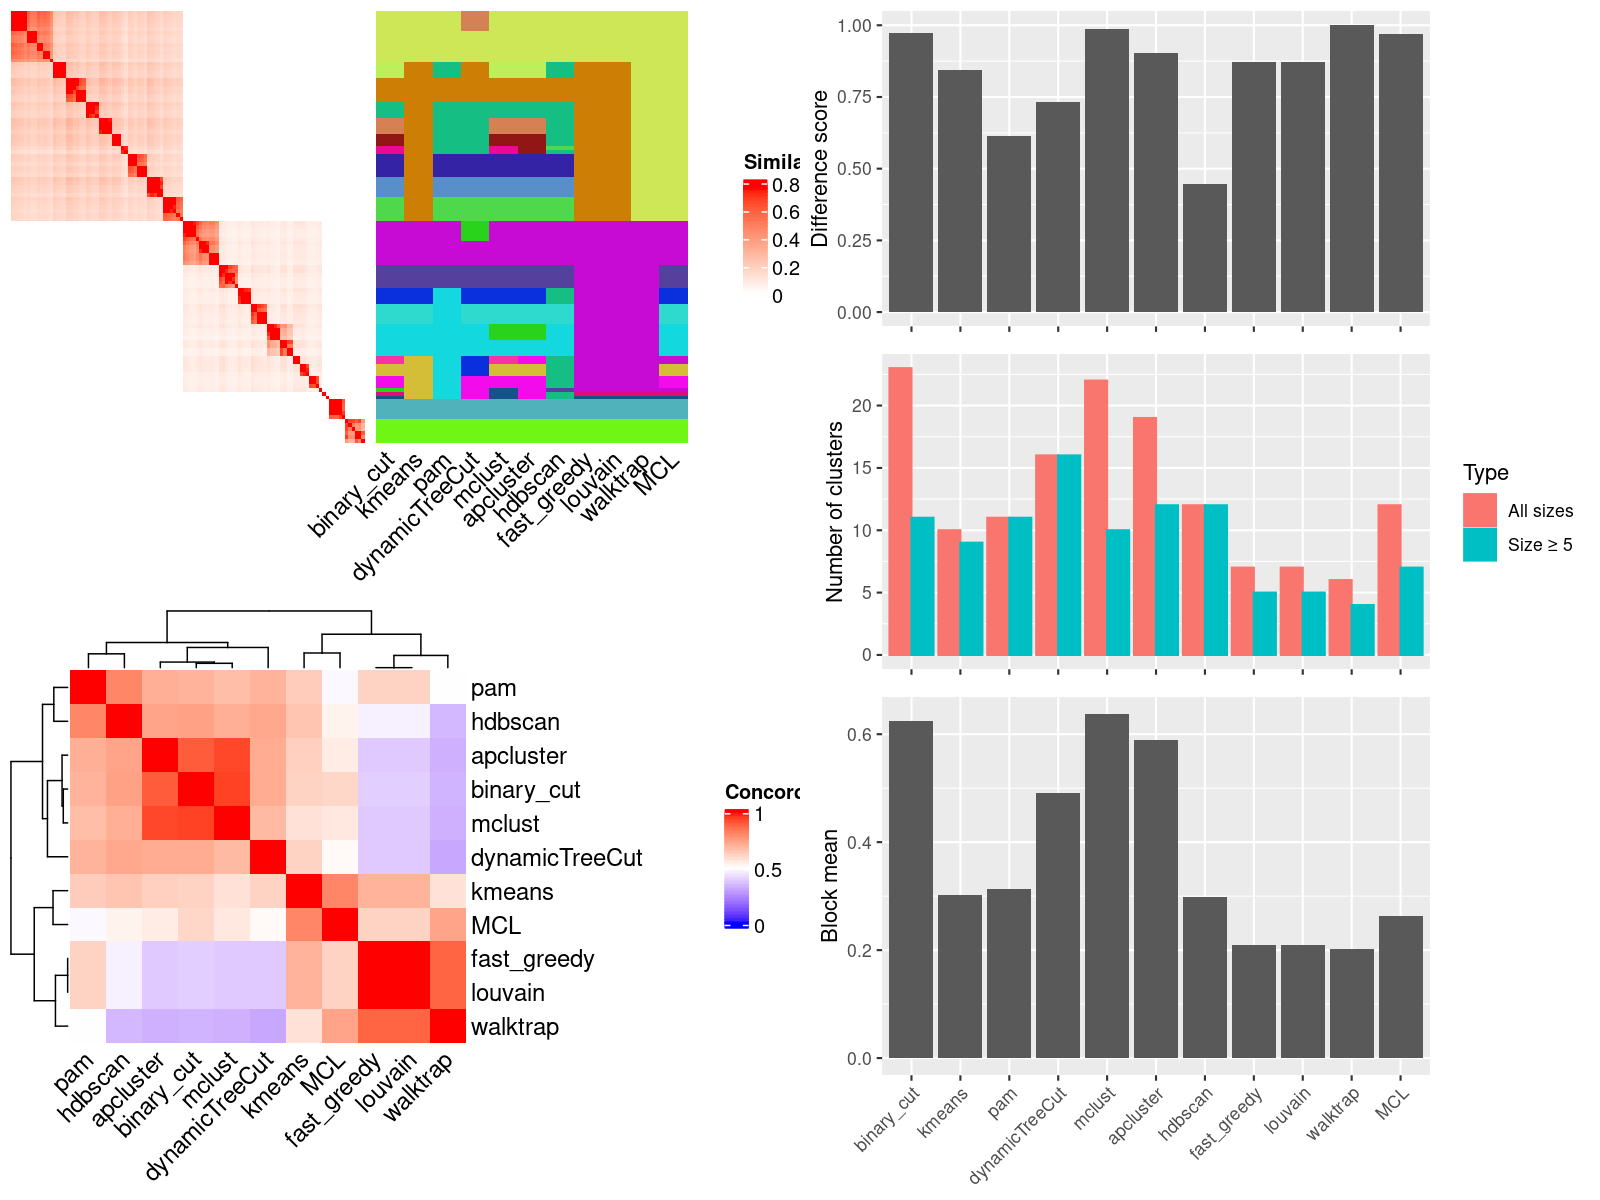 Simila
0.8
0.6
0.4
0.2
0
binary_cut
kmeans
pam
dynamicTreeCut
mclust
apcluster
hdbscan
fast_greedy
louvain
walktrap
MCL
pam
hdbscan
apcluster
binary_cut
mclust
dynamicTreeCut
kmeans
MCL
fast_greedy
louvain
walktrap
pam
hdbscan
apcluster
binary_cut
mclust
dynamicTreeCut
kmeans
MCL
fast_greedy
louvain
walktrap
Concord
1
0.5
0
Difference score
1.00
0.75
0.50
0.25
0.00
Number of clusters
20
15
10
5
0
Type
All sizes
Size ≥ 5
Block mean
0.6
0.4
0.2
0.0
binary_cut
kmeans
pam
dynamicTreeCut
mclust
apcluster
hdbscan
fast_greedy
louvain
walktrap
MCL